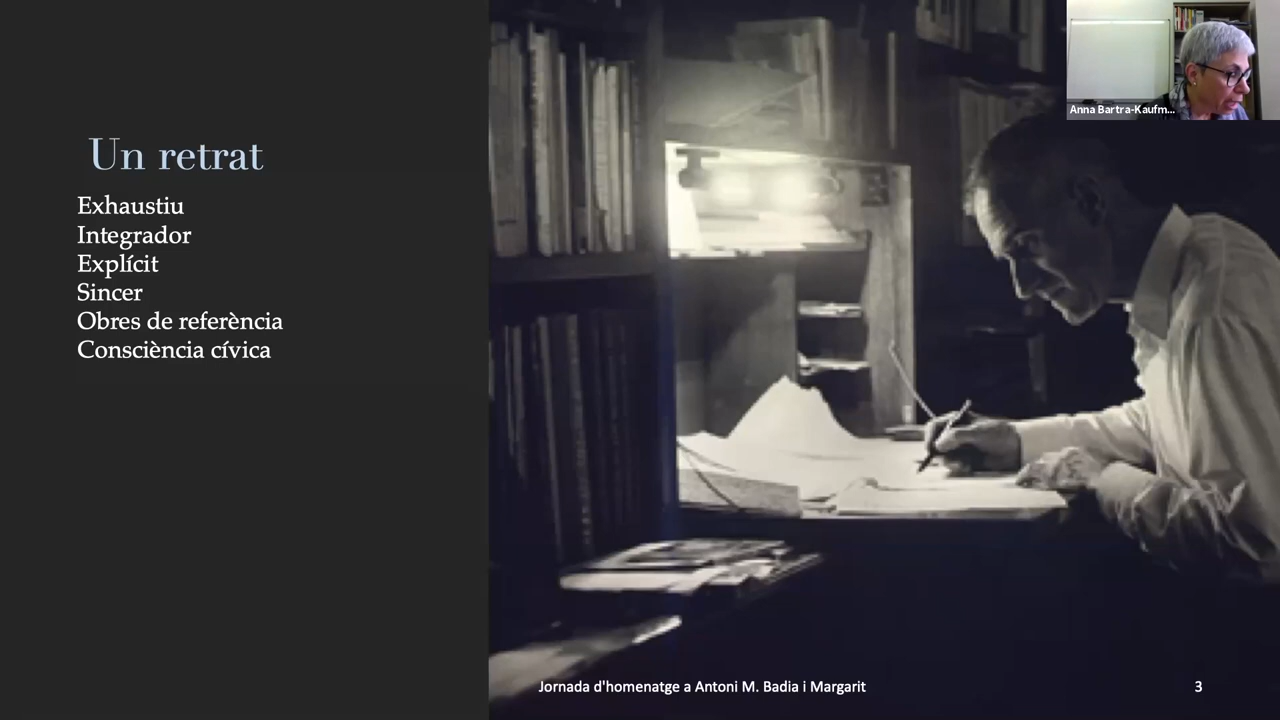 Un retrat
Exhaustiu
Integrador
Explícit
Sincer
Obres de referència
Consciència cívica
Anna Bartra-Kaufm...
Jornada d'homenatge a Antoni M. Badia i Margarit
3